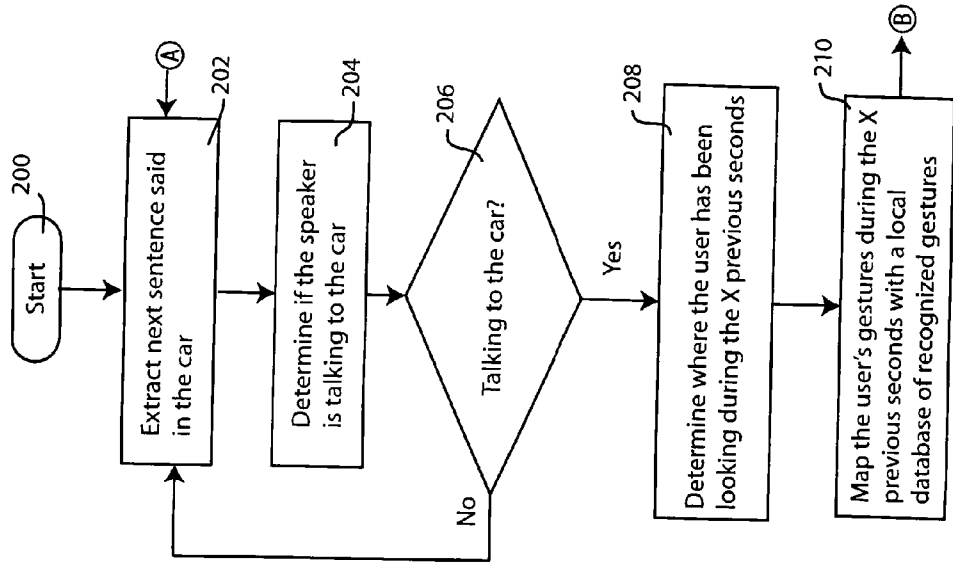 Start
200
A
Extract next sentence said
in the car
202
Determine if the speaker
is talking to the car
204
Talking to the car?
206
No
Yes
Determine where the user has been
looking during the X previous seconds
208
Map the user's gestures during the X
previous seconds with a local
database of recognized gestures
210
B